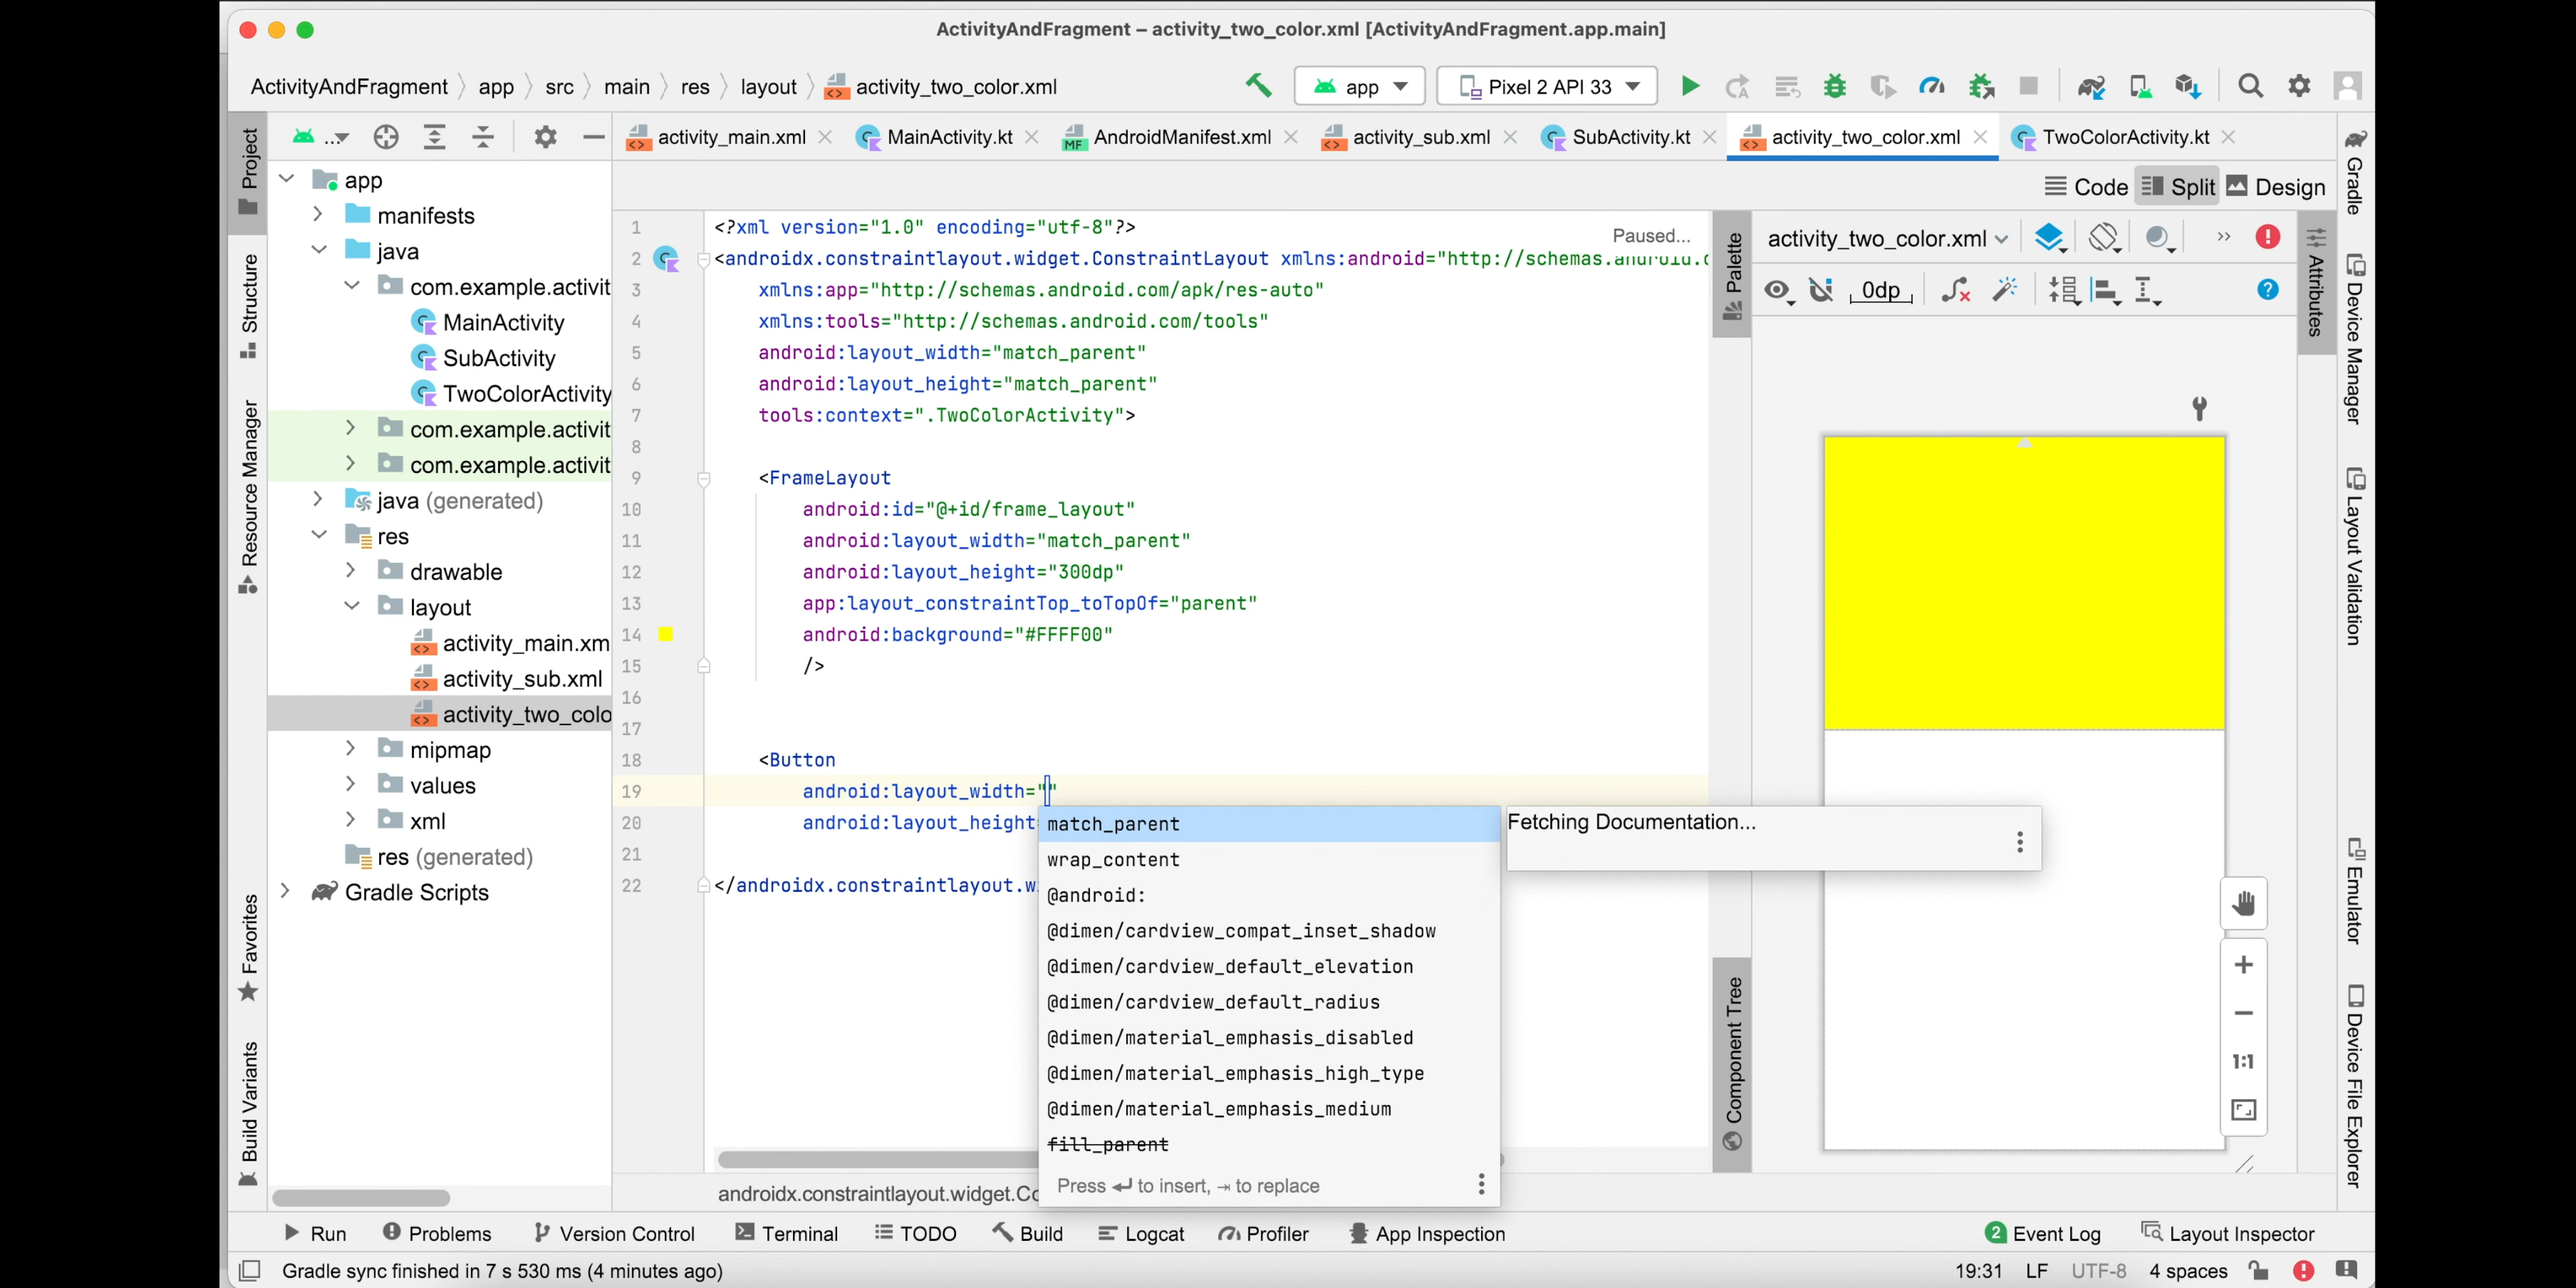 ActivityAndFragment – activity_two_color.xml [ActivityAndFragment.app.main]
ActivityAndFragment app src main res layout activity_two_color.xml
app
Pixel 2 API 33
activity_main.xml
MainActivity.kt
AndroidManifest.xml
activity_sub.xml
SubActivity.kt
activity_two_color.xml
TwoColorActivity.kt
Code
Split
Design
Project
Structure
Resource Manager
Favorites
Build Variants
...
app
manifests
java
com.example.activit
MainActivity
SubActivity
TwoColorActivity
com.example.activit
com.example.activit
java (generated)
res
drawable
layout
activity_main.xm
activity_sub.xml
activity_two_colo
mipmap
values
xml
res (generated)
Gradle Scripts
Paused...
1 <?xml version="1.0" encoding="utf-8"?>
2 <androidx.constraintlayout.widget.ConstraintLayout xmlns:android="http://schemas.android.c
3 xmlns:app="http://schemas.android.com/apk/res-auto"
4 xmlns:tools="http://schemas.android.com/tools"
5 android:layout_width="match_parent"
6 android:layout_height="match_parent"
7 tools:context=".TwoColorActivity">
8
9 <FrameLayout
10 android:id="@+id/frame_layout"
11 android:layout_width="match_parent"
12 android:layout_height="300dp"
13 app:layout_constraintTop_toTopOf="parent"
14 android:background="#FFFF00"
15 />
16
17
18 <Button
19 android:layout_width=""
20 android:layout_height
21
22 </androidx.constraintlayout.w
match_parent
wrap_content
@android:
@dimen/cardview_compat_inset_shadow
@dimen/cardview_default_elevation
@dimen/cardview_default_radius
@dimen/material_emphasis_disabled
@dimen/material_emphasis_high_type
@dimen/material_emphasis_medium
fill_parent
Press ↵ to insert, ⇥ to replace
Fetching Documentation...
androidx.constraintlayout.widget.Co
Palette
Component Tree
activity_two_color.xml
0dp
Attributes
1:1
Gradle
Device Manager
Layout Validation
Emulator
Device File Explorer
Run
Problems
Version Control
Terminal
TODO
Build
Logcat
Profiler
App Inspection
2 Event Log
Layout Inspector
Gradle sync finished in 7 s 530 ms (4 minutes ago)
19:31 LF UTF-8 4 spaces